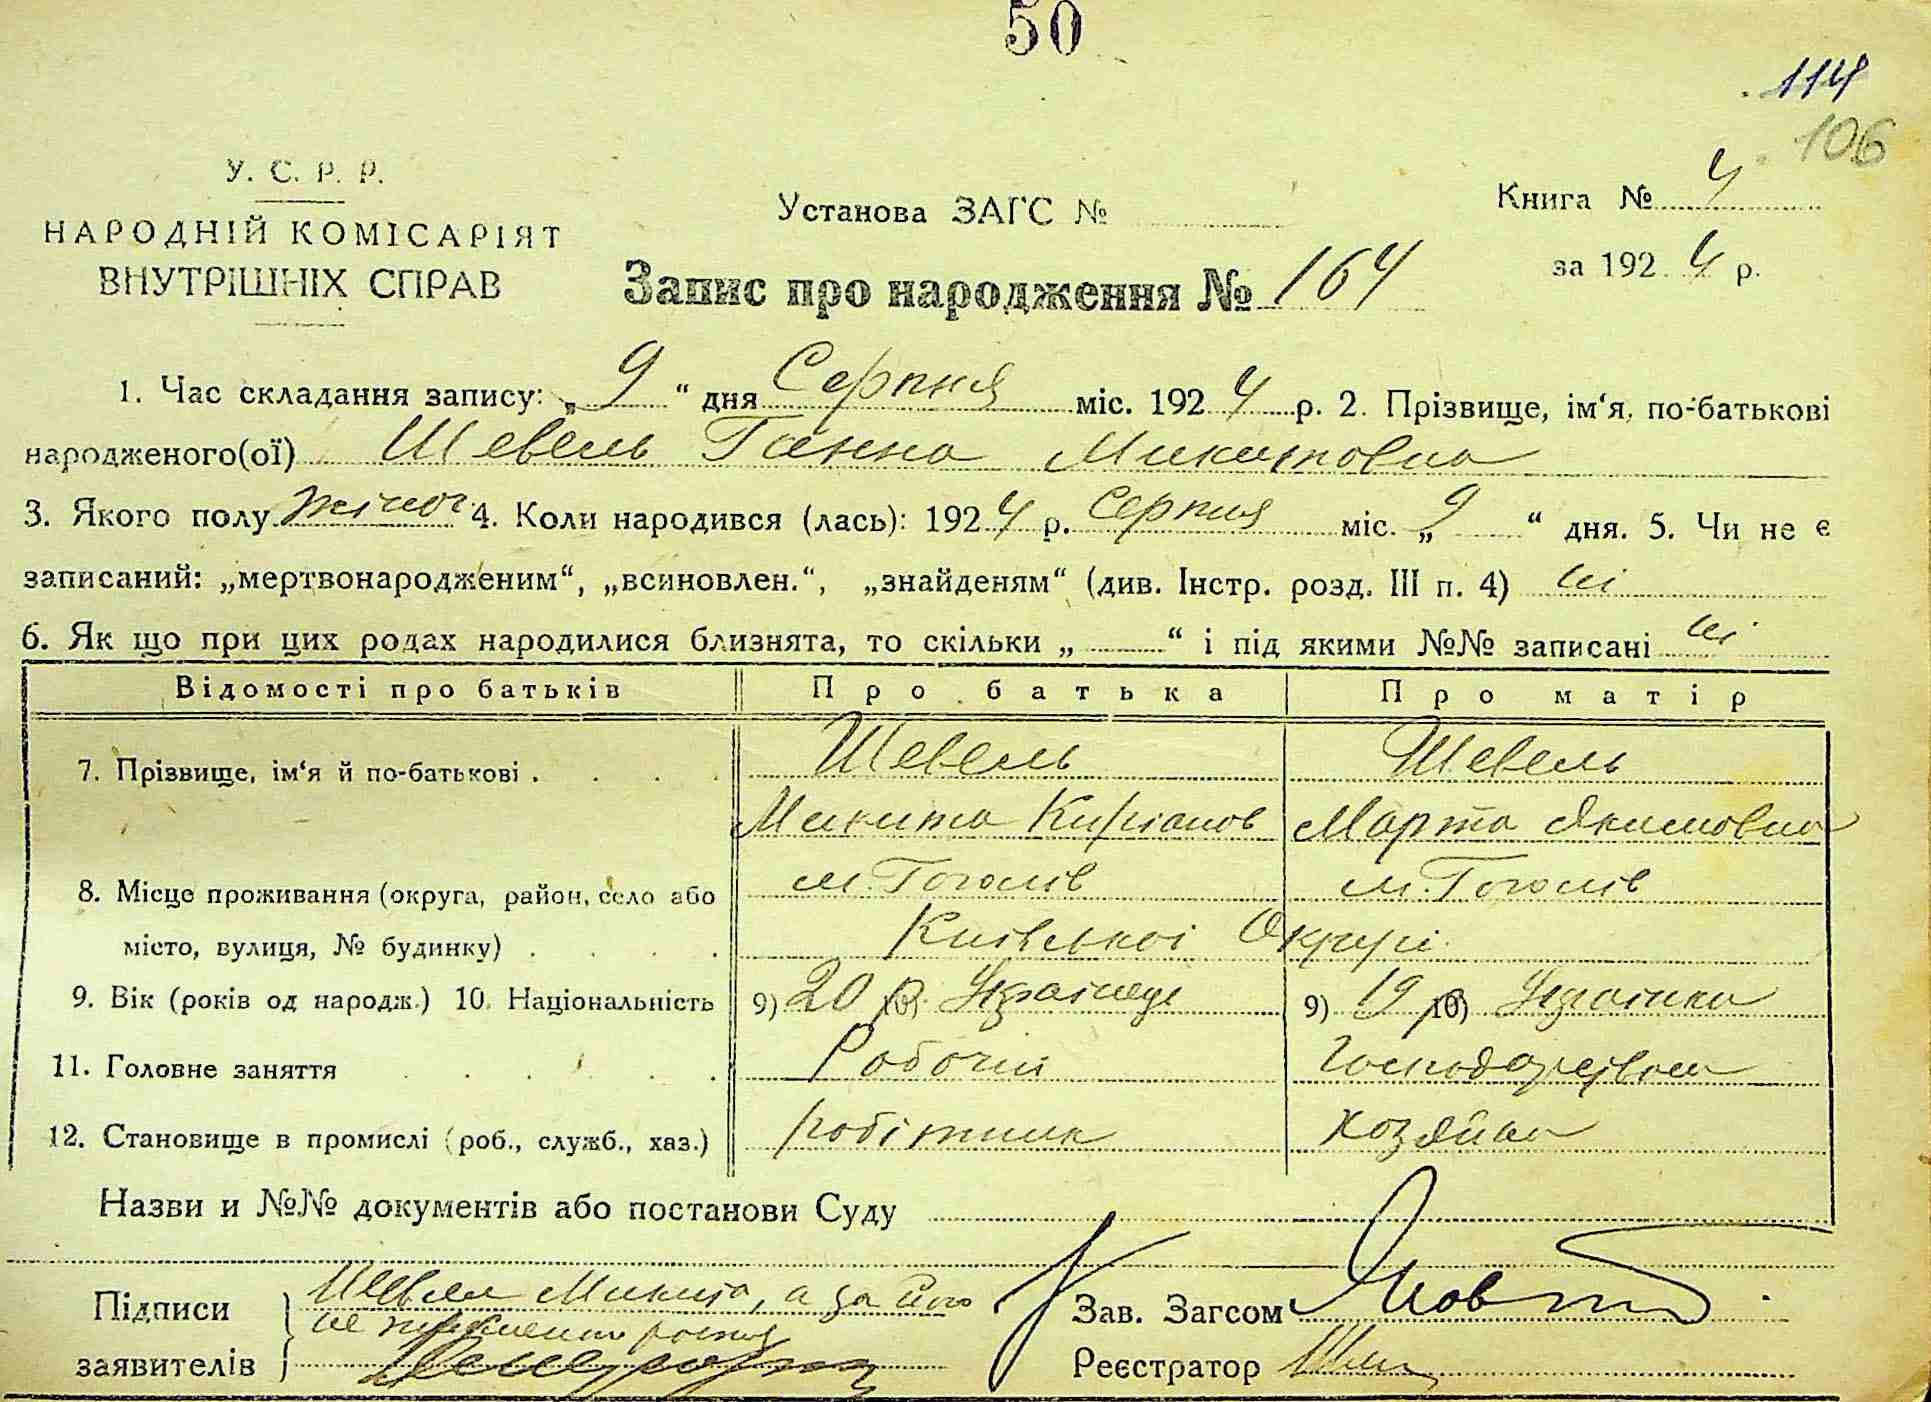 50
114
106
У. С. Р. Р.
НАРОДНІЙ КОМІСАРІЯТ
ВНУТРІШНІХ СПРАВ
Установа ЗАГС №
Книга № 4
за 1924 р.
Запис про народження № 164
1. Час складання запису: „ 9 “ дня Серпня міс. 1924 р. 2. Прізвище, ім‘я, по-батькові
народженого(ої) Шевель Ганна Микитовна
3. Якого полу жіноч. 4. Коли народився (лась): 1924 р. Серпня міс. „ 9 “ дня. 5. Чи не є
записаний: „мертвонародженим“, „всиновлен.“, „знайденям“ (див. Інстр. розд. III п. 4) ні
6. Як що при цих родах народилися близнята, то скільки „ “ і під якими №№ записані ні
Відомості про батьків Про батька Про матір
7. Прізвище, ім‘я й по-батькові . . . . Шевель Шевель
Микита Кирианов Марта Якимовна
8. Місце проживання (округа, район, село або м. Гоголів м. Гоголів
місто, вулиця, № будинку) . . . . Київської Округи
9. Вік (років од народж.) 10. Національність 9) 20 р. 10) Українець 9) 19 р. 10) Українка
11. Головне заняття . . . . . Робочий Господарством
12. Становище в промислі (роб., служб., хаз.) робітник хозяйка
Назви и №№ документів або постанови Суду
Підписи Шевель Микита, а за його
заявителів
Зав. Загсом
Реєстратор